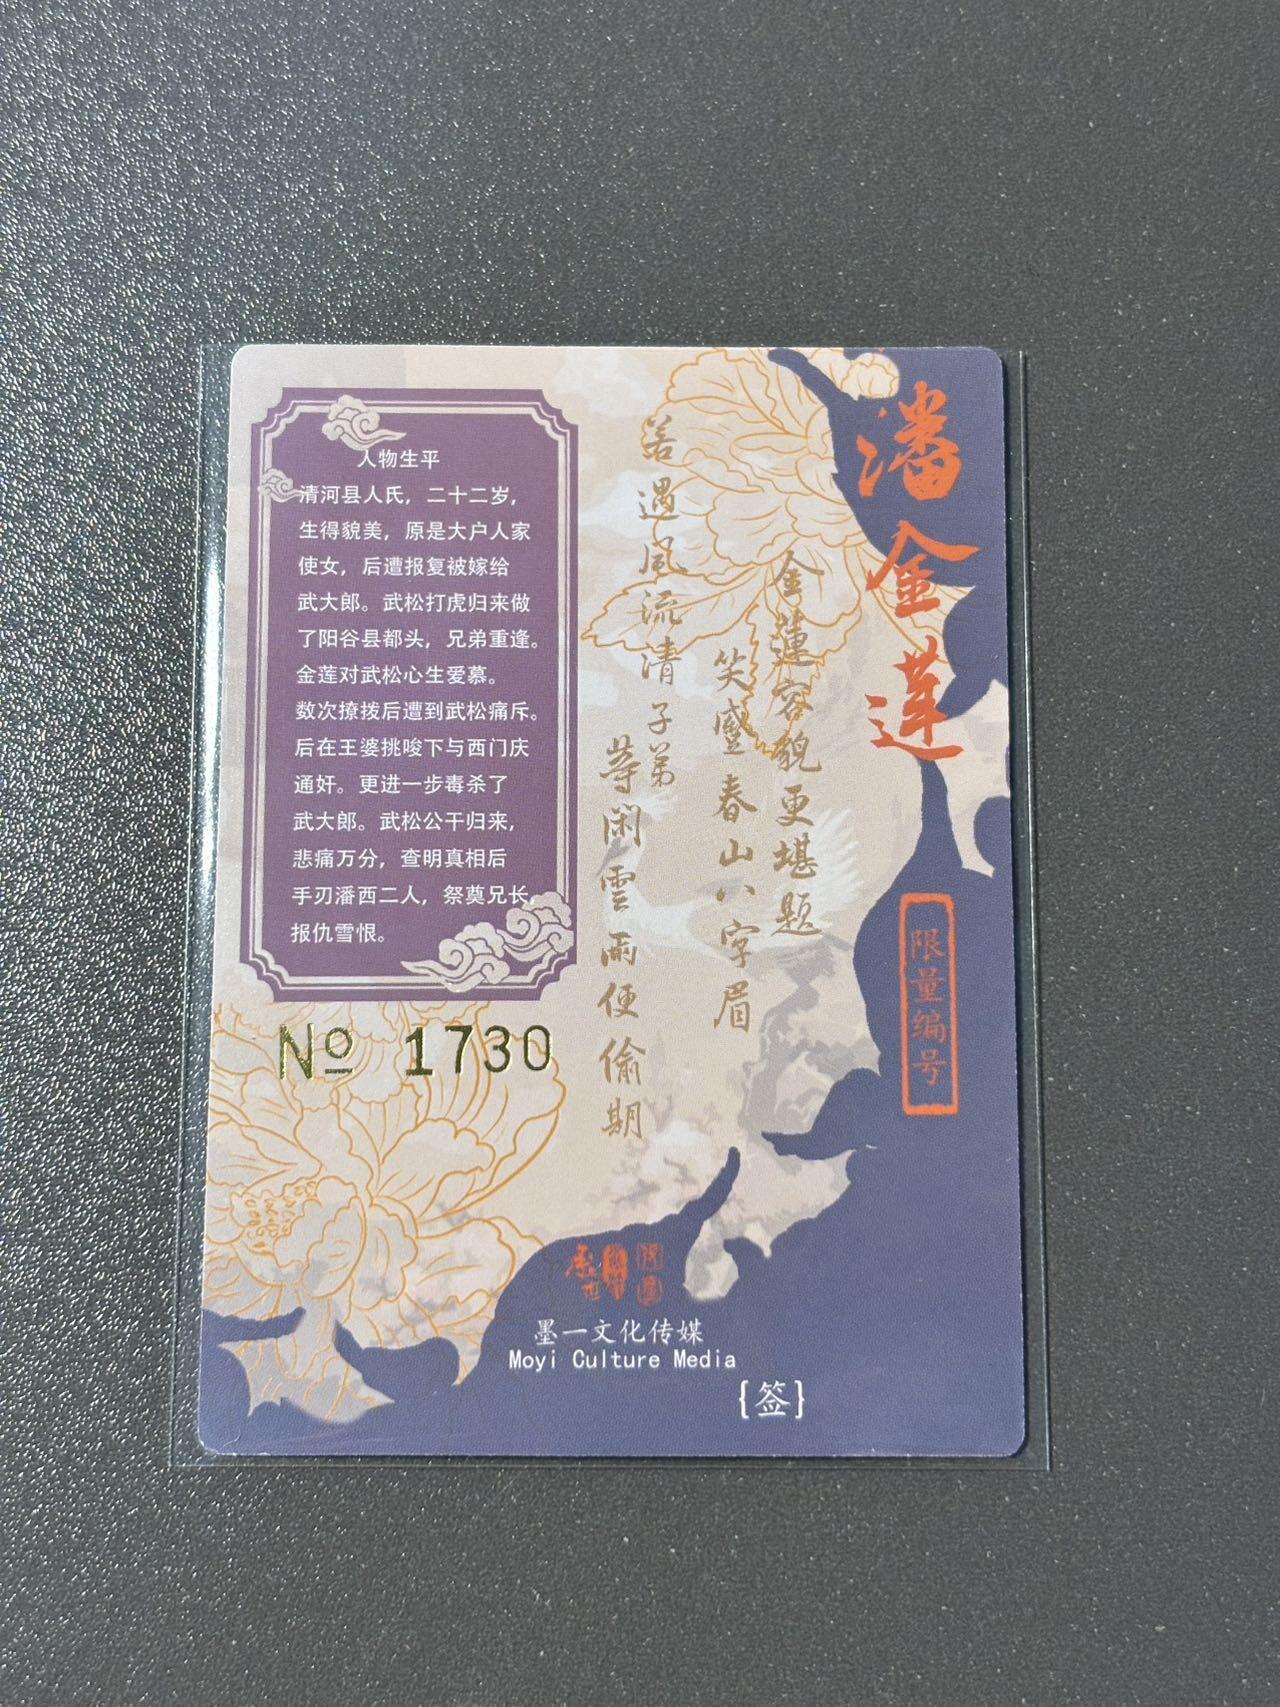 潘金莲
限量编号
金蓮容貌更堪题
笑蹙春山八字眉
若遇风流清子弟
等闲雲雨便偷期
人物生平
清河县人氏，二十二岁，
生得貌美，原是大户人家
使女，后遭报复被嫁给
武大郎。武松打虎归来做
了阳谷县都头，兄弟重逢。
金莲对武松心生爱慕。
数次撩拨后遭到武松痛斥。
后在王婆挑唆下与西门庆
通奸。更进一步毒杀了
武大郎。武松公干归来，
悲痛万分，查明真相后
手刃潘西二人，祭奠兄长，
报仇雪恨。
№ 1730
墨一文化传媒
Moyi Culture Media
{签}